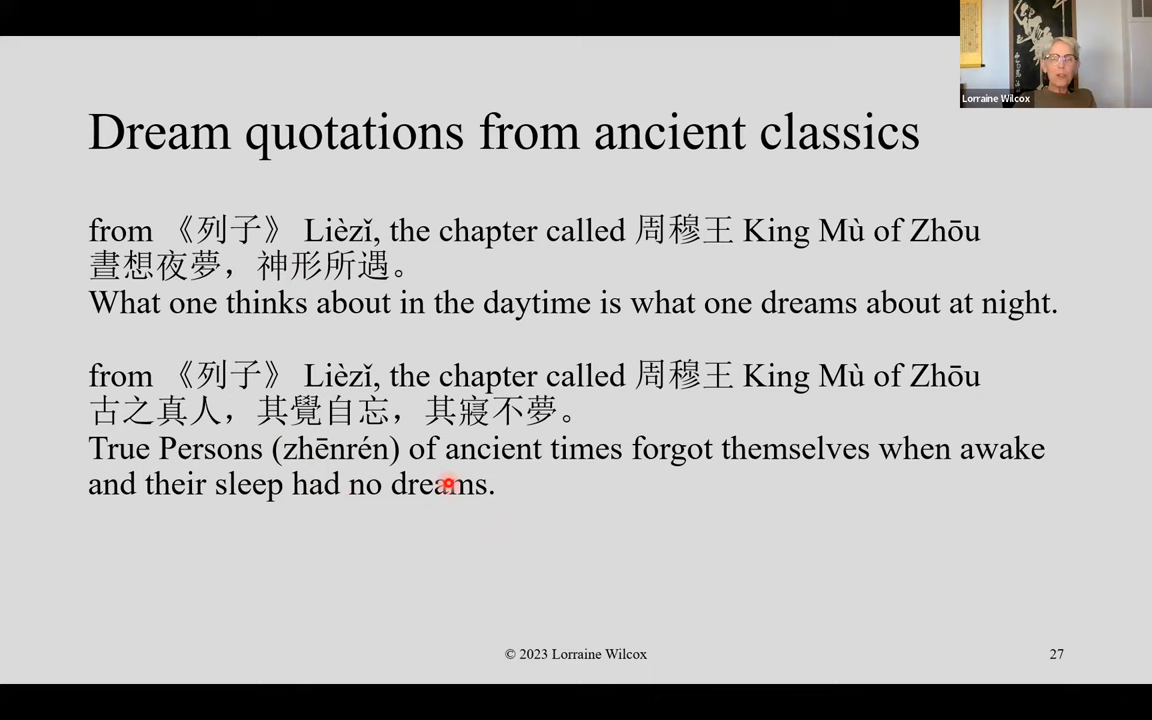 Lorraine Wilcox
Dream quotations from ancient classics
from 《列子》 Lièzǐ, the chapter called 周穆王 King Mù of Zhōu
晝想夜夢，神形所遇。
What one thinks about in the daytime is what one dreams about at night.
from 《列子》 Lièzǐ, the chapter called 周穆王 King Mù of Zhōu
古之真人，其覺自忘，其寢不夢。
True Persons (zhēnrén) of ancient times forgot themselves when awake
and their sleep had no dreams.
© 2023 Lorraine Wilcox
27